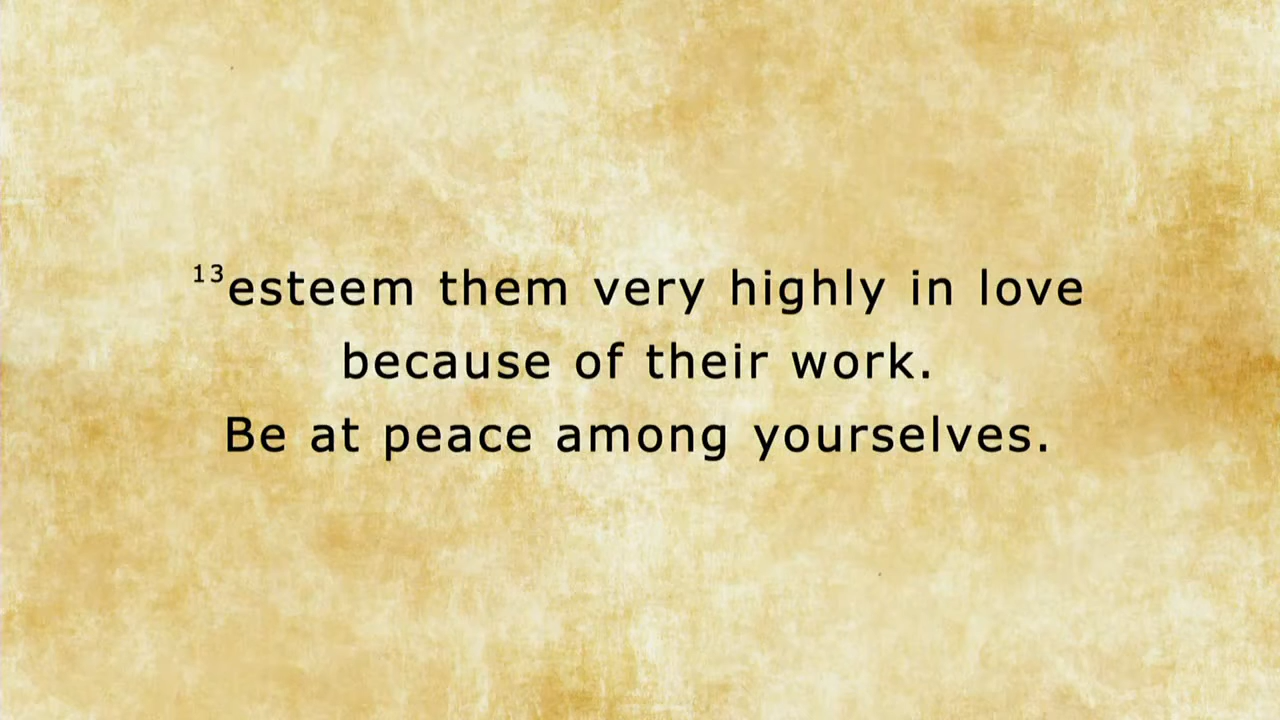 ¹³esteem them very highly in love
because of their work.
Be at peace among yourselves.